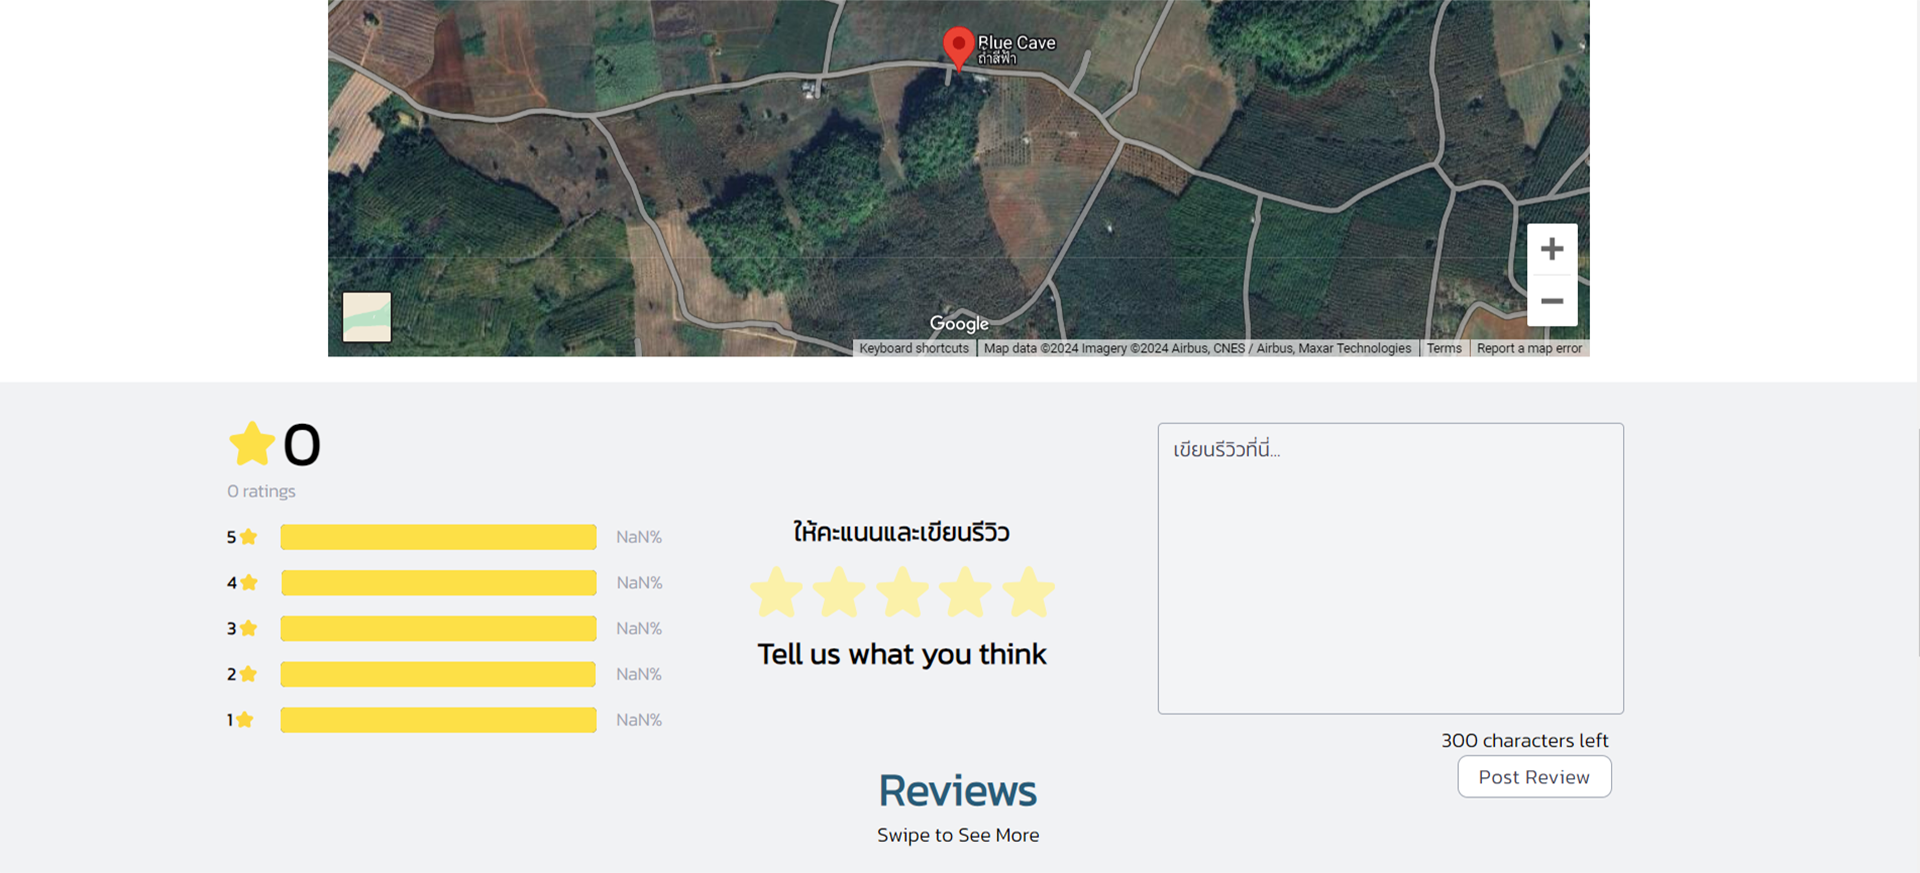 Blue Cave
ถ้ำสีฟ้า
Google
Keyboard shortcuts
Map data ©2024 Imagery ©2024 Airbus, CNES / Airbus, Maxar Technologies
Terms
Report a map error
0
0 ratings
5 NaN%
4 NaN%
3 NaN%
2 NaN%
1 NaN%
ให้คะแนนและเขียนรีวิว
Tell us what you think
เขียนรีวิวที่นี่...
300 characters left
Post Review
Reviews
Swipe to See More